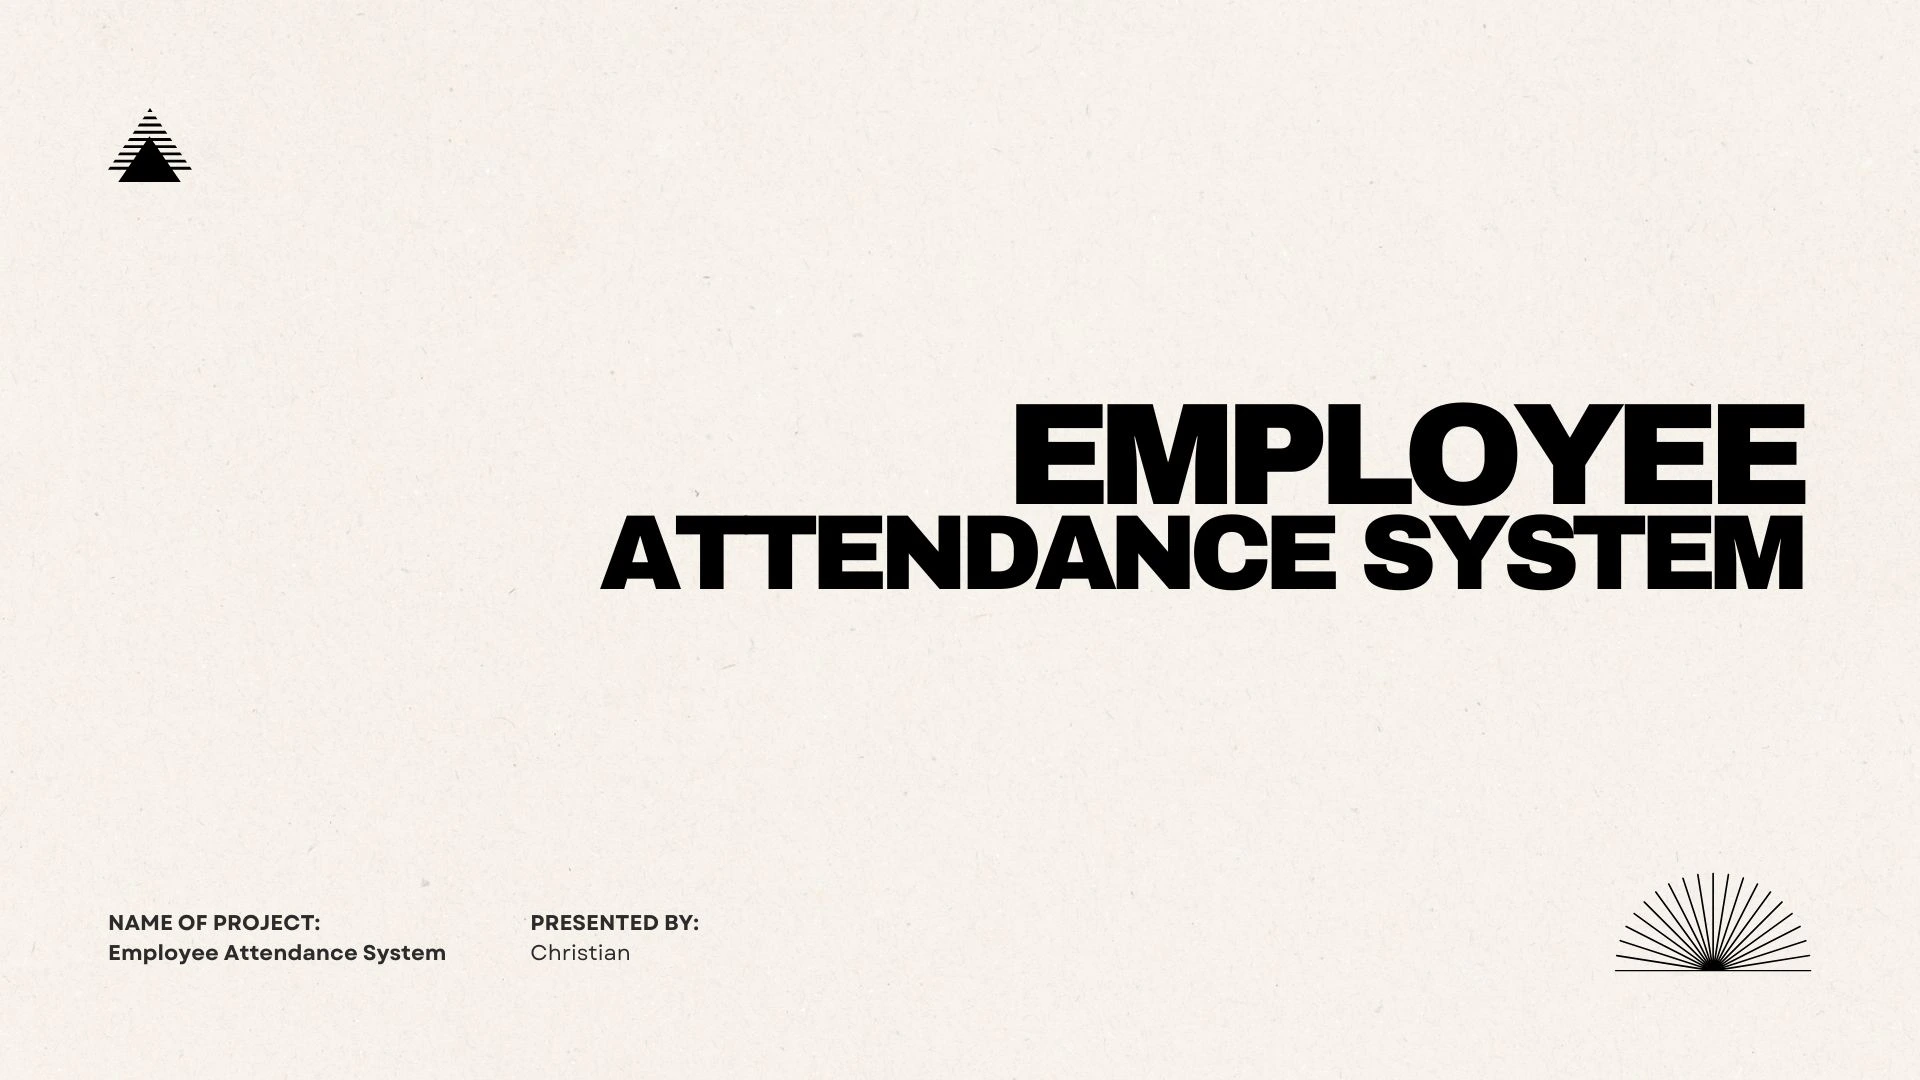 EMPLOYEE
ATTENDANCE SYSTEM
NAME OF PROJECT:
Employee Attendance System
PRESENTED BY:
Christian